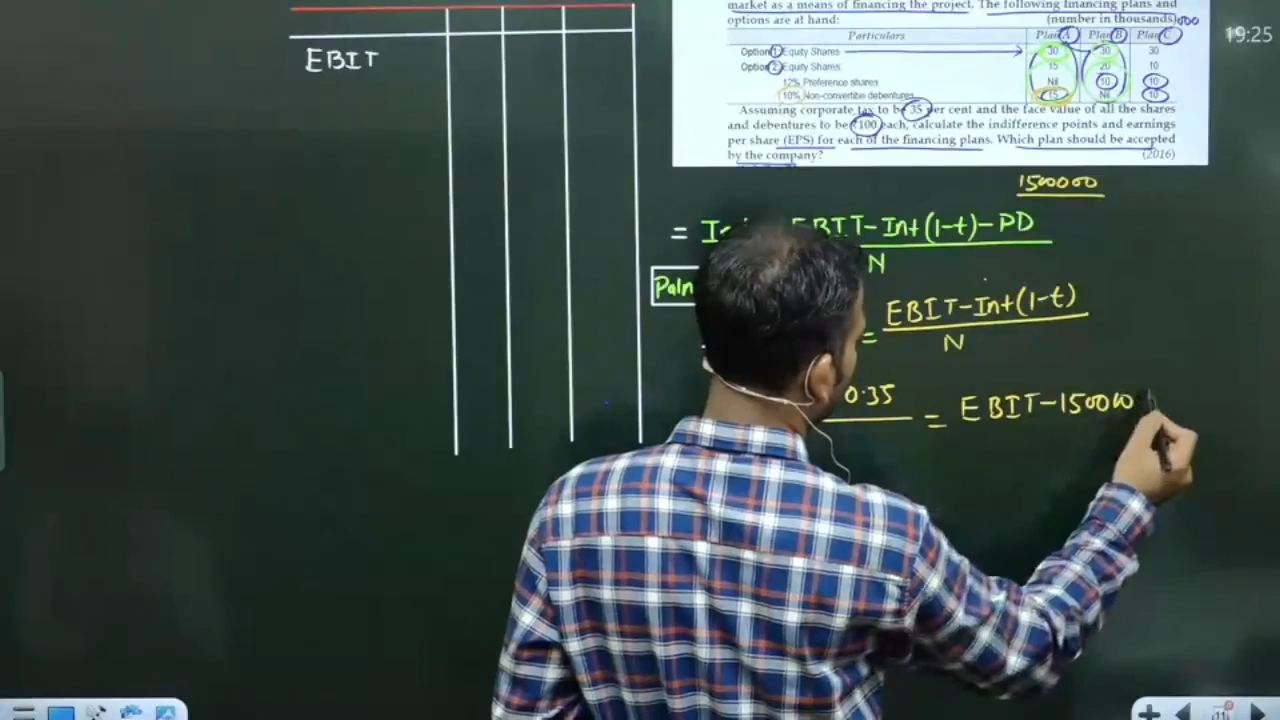 market as a means of financing the project. The following financing plans and
options are at hand: (number in thousands) 000
Particulars Plan A Plan B Plan C
Option 1 Equity Shares 30 30 30
Option 2 Equity Shares 15 20 10
12% Preference shares Nil 10 10
10% Non-convertible debentures 15 Nil 10
Assuming corporate tax to be 35 per cent and the face value of all the shares
and debentures to be ₹100 each, calculate the indifference points and earnings
per share (EPS) for each of the financing plans. Which plan should be accepted
by the company? (2016)
19:25
EBIT
1500000
= EBIT-Int(1-t)-PD
N
Paln
= EBIT-Int(1-t)
N
0.35 = EBIT-150000
11